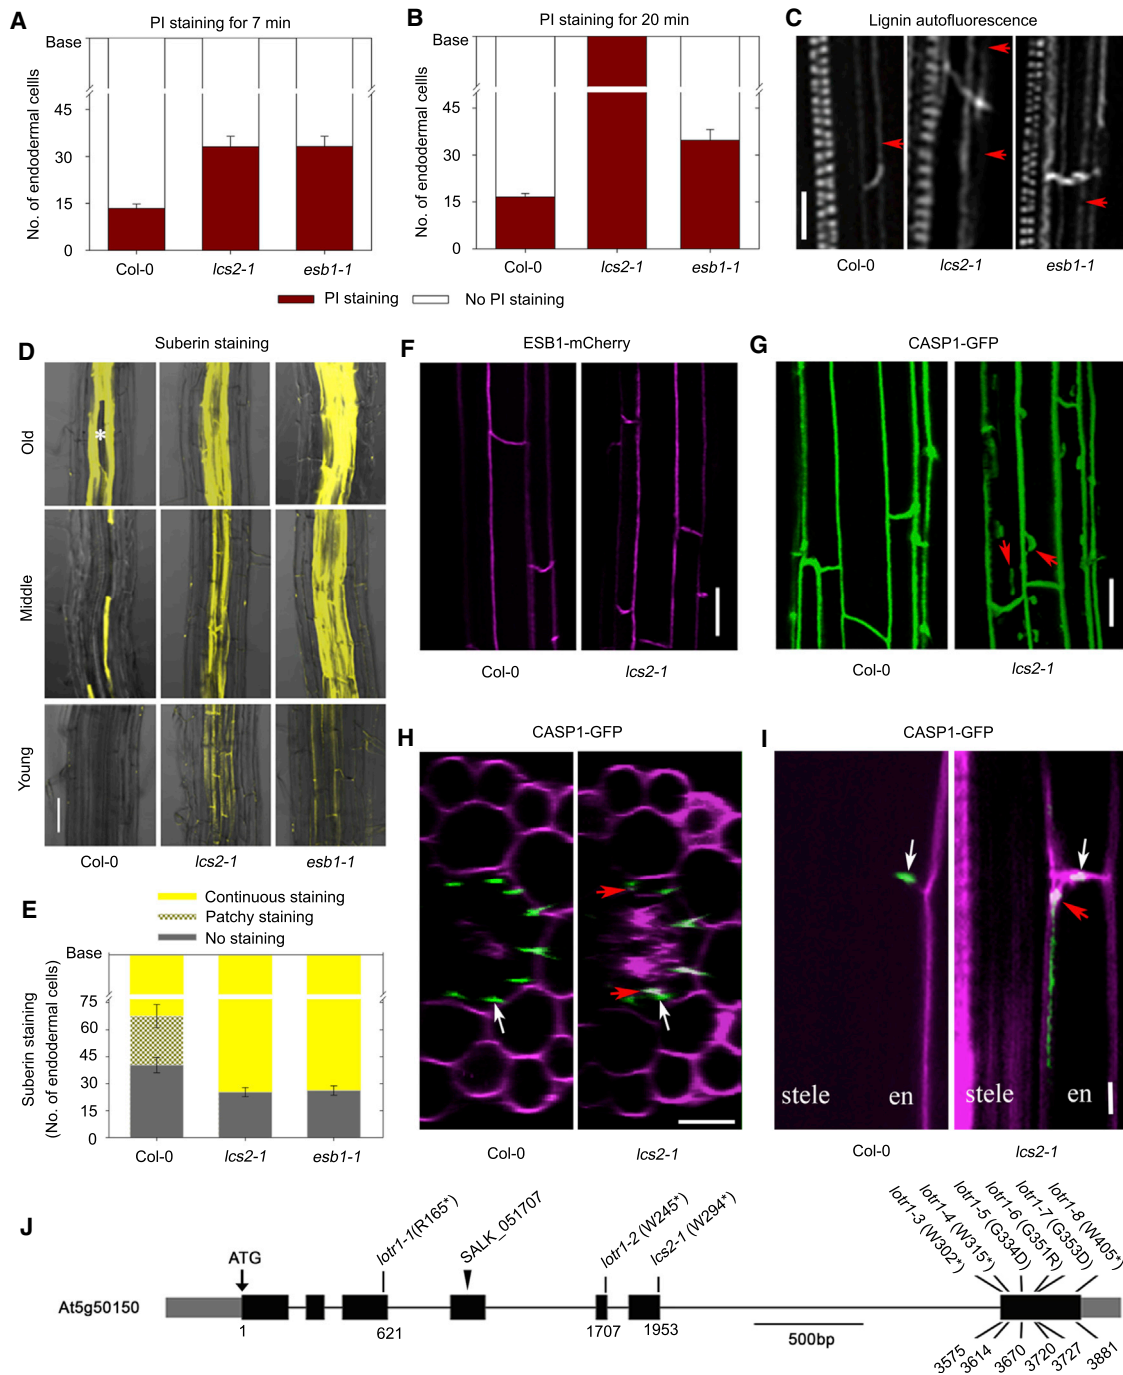 A
PI staining for 7 min
Base
45
30
15
0
No. of endodermal cellls
Col-0
lcs2-1
esb1-1
B
PI staining for 20 min
Base
45
30
15
0
No. of endodermal cellls
Col-0
lcs2-1
esb1-1
PI staining
No PI staining
C
Lignin autofluorescence
Col-0
lcs2-1
esb1-1
D
Suberin staining
Old
*
Middle
Young
Col-0
lcs2-1
esb1-1
E
Continuous staining
Patchy staining
No staining
Base
75
60
45
30
15
0
Suberin staining
(No. of endodermal cells)
Col-0
lcs2-1
esb1-1
F
ESB1-mCherry
Col-0
lcs2-1
G
CASP1-GFP
Col-0
lcs2-1
H
CASP1-GFP
Col-0
lcs2-1
I
CASP1-GFP
stele
en
stele
en
Col-0
lcs2-1
J
At5g50150
ATG
lotr1-1(R165*)
SALK_051707
lotr1-2 (W245*)
lcs2-1 (W294*)
lotr1-3 (W302*)
lotr1-4 (W315*)
lotr1-5 (G334D)
lotr1-6 (G351R)
lotr1-7 (G353D)
lotr1-8 (W405*)
1
621
1707
1953
500bp
3575
3614
3670
3720
3727
3881